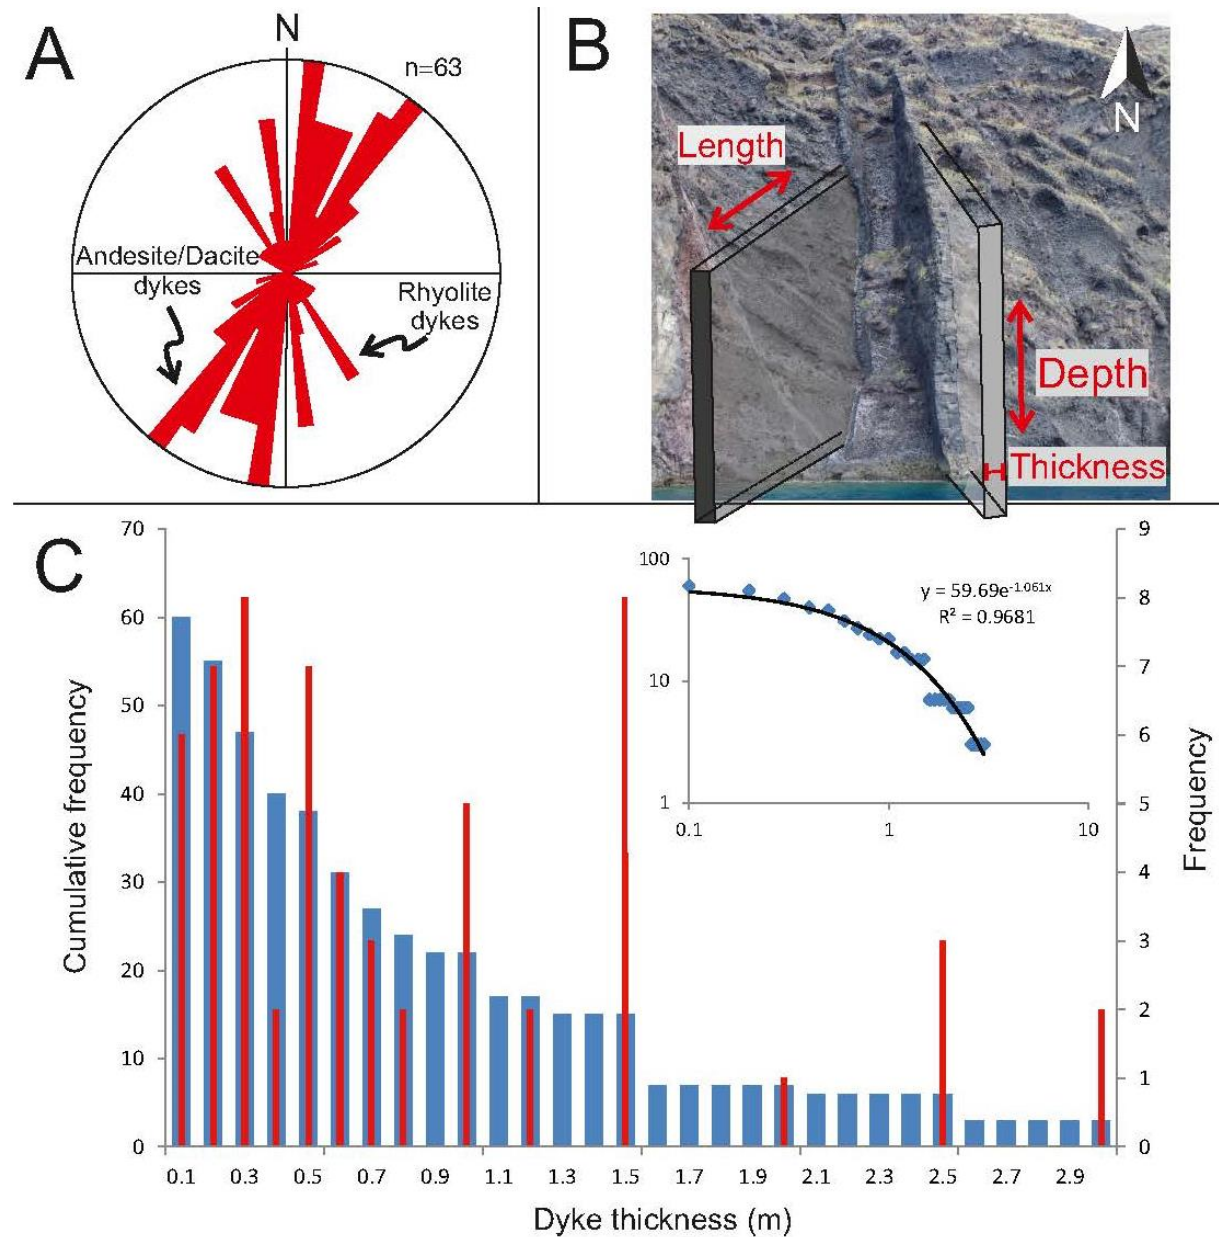 A
N
n=63
Andesite/Dacite
dykes
Rhyolite
dykes
B
N
Length
Depth
Thickness
C
70
60
50
40
30
20
10
0
Cumulative frequency
9
8
7
6
5
4
3
2
1
0
Frequency
100
10
1
0.1
1
10
y = 59.69e^-1.061x
R² = 0.9681
0.1 0.3 0.5 0.7 0.9 1.1 1.3 1.5 1.7 1.9 2.1 2.3 2.5 2.7 2.9
Dyke thickness (m)